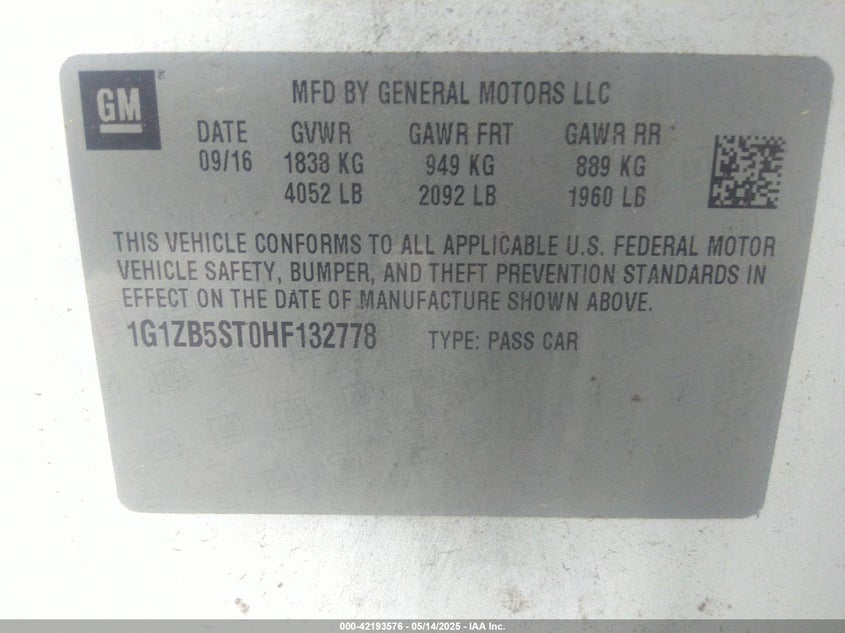 GM ®
MFD BY GENERAL MOTORS LLC
DATE GVWR GAWR FRT GAWR RR
09/16 1838 KG 949 KG 889 KG
4052 LB 2092 LB 1960 LB
THIS VEHICLE CONFORMS TO ALL APPLICABLE U.S. FEDERAL MOTOR
VEHICLE SAFETY, BUMPER, AND THEFT PREVENTION STANDARDS IN
EFFECT ON THE DATE OF MANUFACTURE SHOWN ABOVE.
1G1ZB5ST0HF132778 TYPE: PASS CAR
000-42193576 - 05/14/2025 - IAA Inc.